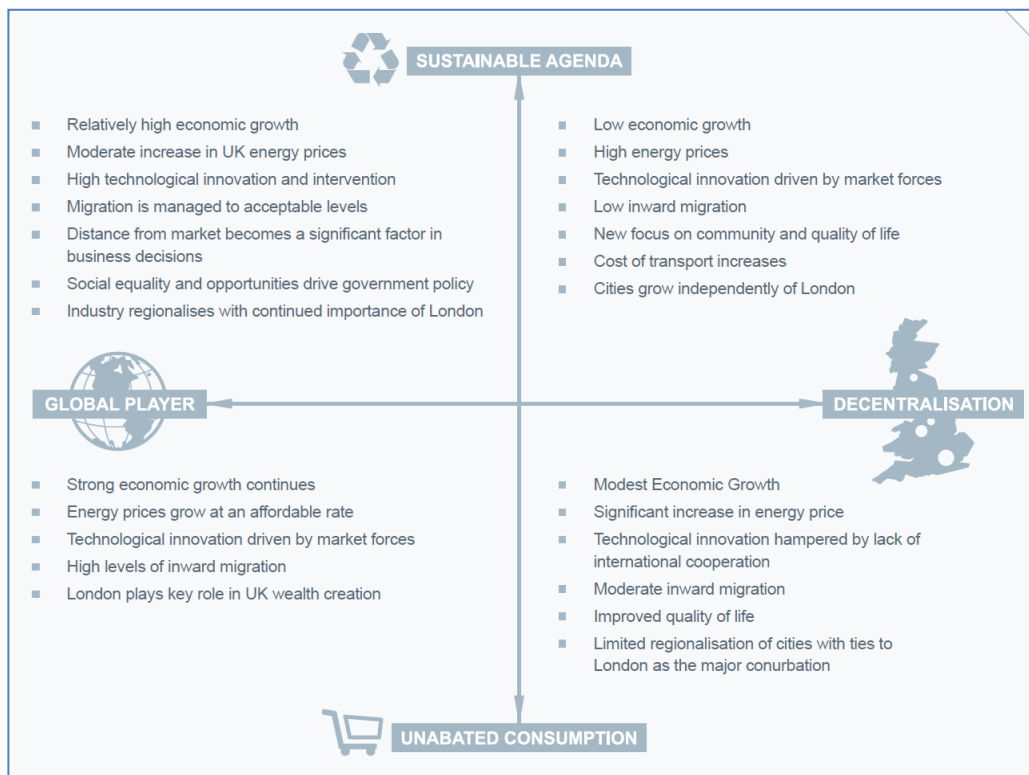 SUSTAINABLE AGENDA
Relatively high economic growth
Moderate increase in UK energy prices
High technological innovation and intervention
Migration is managed to acceptable levels
Distance from market becomes a significant factor in
business decisions
Social equality and opportunities drive government policy
Industry regionalises with continued importance of London
Low economic growth
High energy prices
Technological innovation driven by market forces
Low inward migration
New focus on community and quality of life
Cost of transport increases
Cities grow independently of London
GLOBAL PLAYER
DECENTRALISATION
Strong economic growth continues
Energy prices grow at an affordable rate
Technological innovation driven by market forces
High levels of inward migration
London plays key role in UK wealth creation
Modest Economic Growth
Significant increase in energy price
Technological innovation hampered by lack of
international cooperation
Moderate inward migration
Improved quality of life
Limited regionalisation of cities with ties to
London as the major conurbation
UNABATED CONSUMPTION